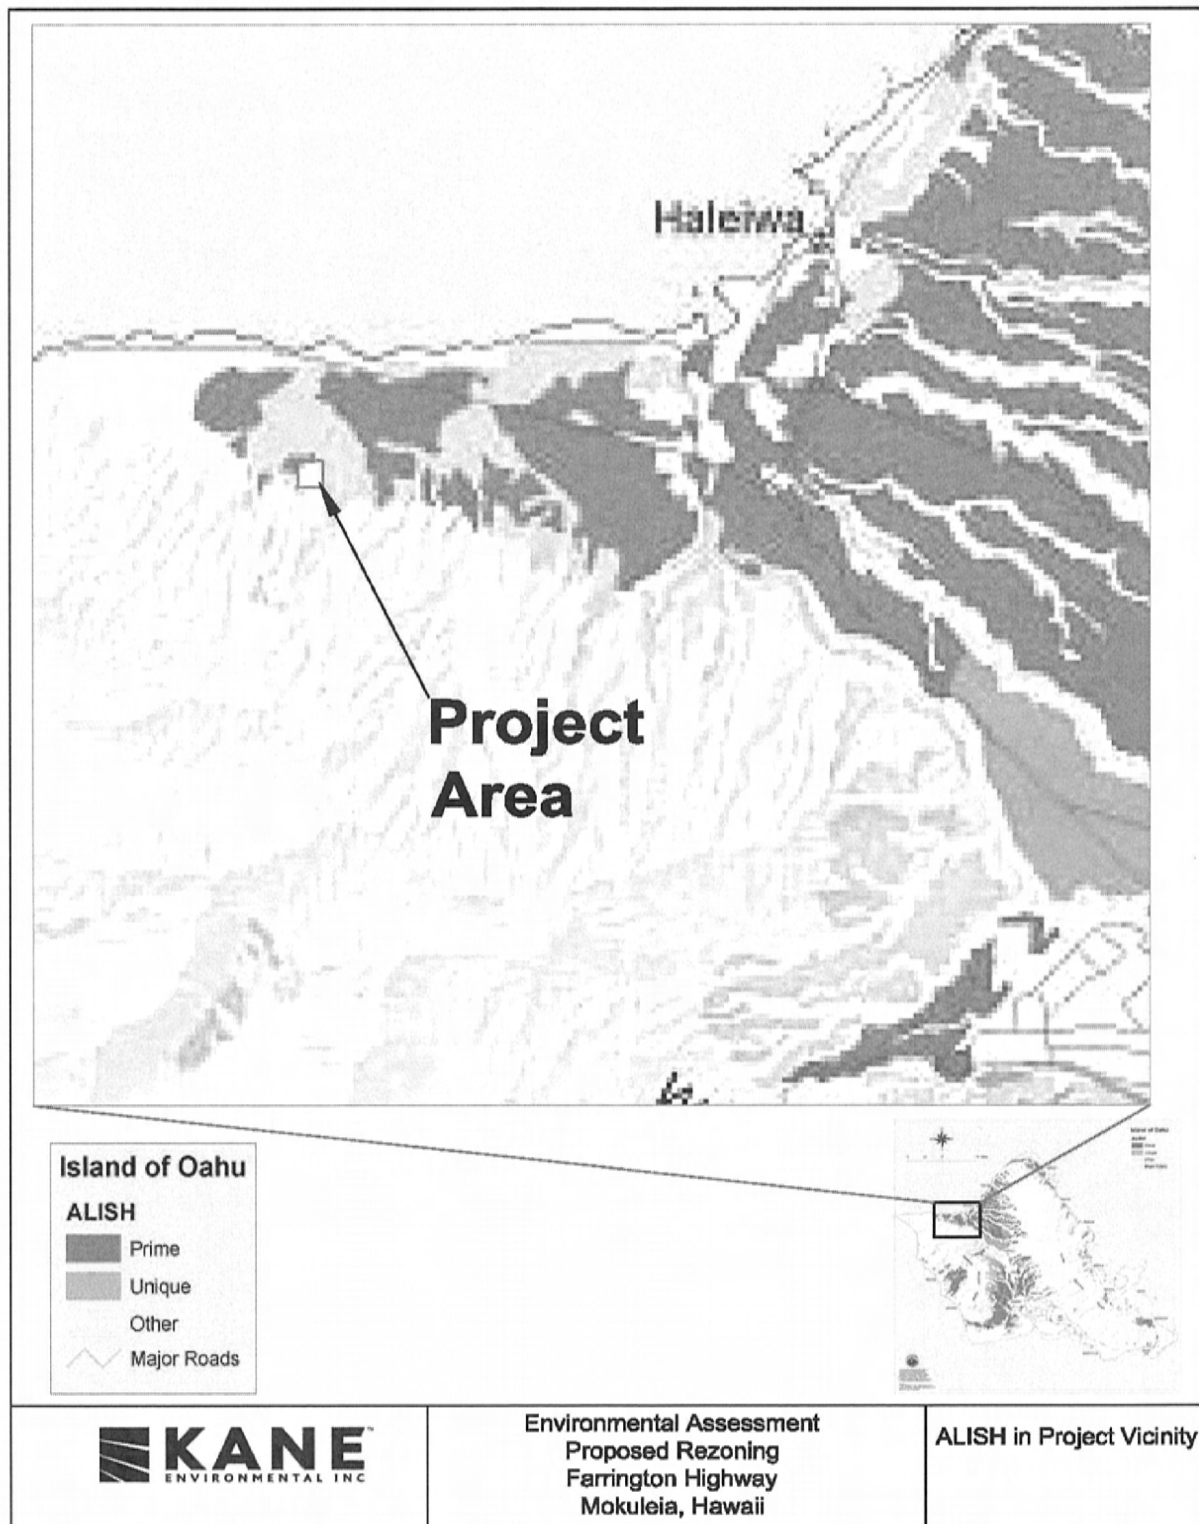 Haleiwa
Project
Area
Island of Oahu
ALISH
Prime
Unique
Other
Major Roads
KANE
ENVIRONMENTAL INC
Environmental Assessment
Proposed Rezoning
Farrington Highway
Mokuleia, Hawaii
ALISH in Project Vicinity